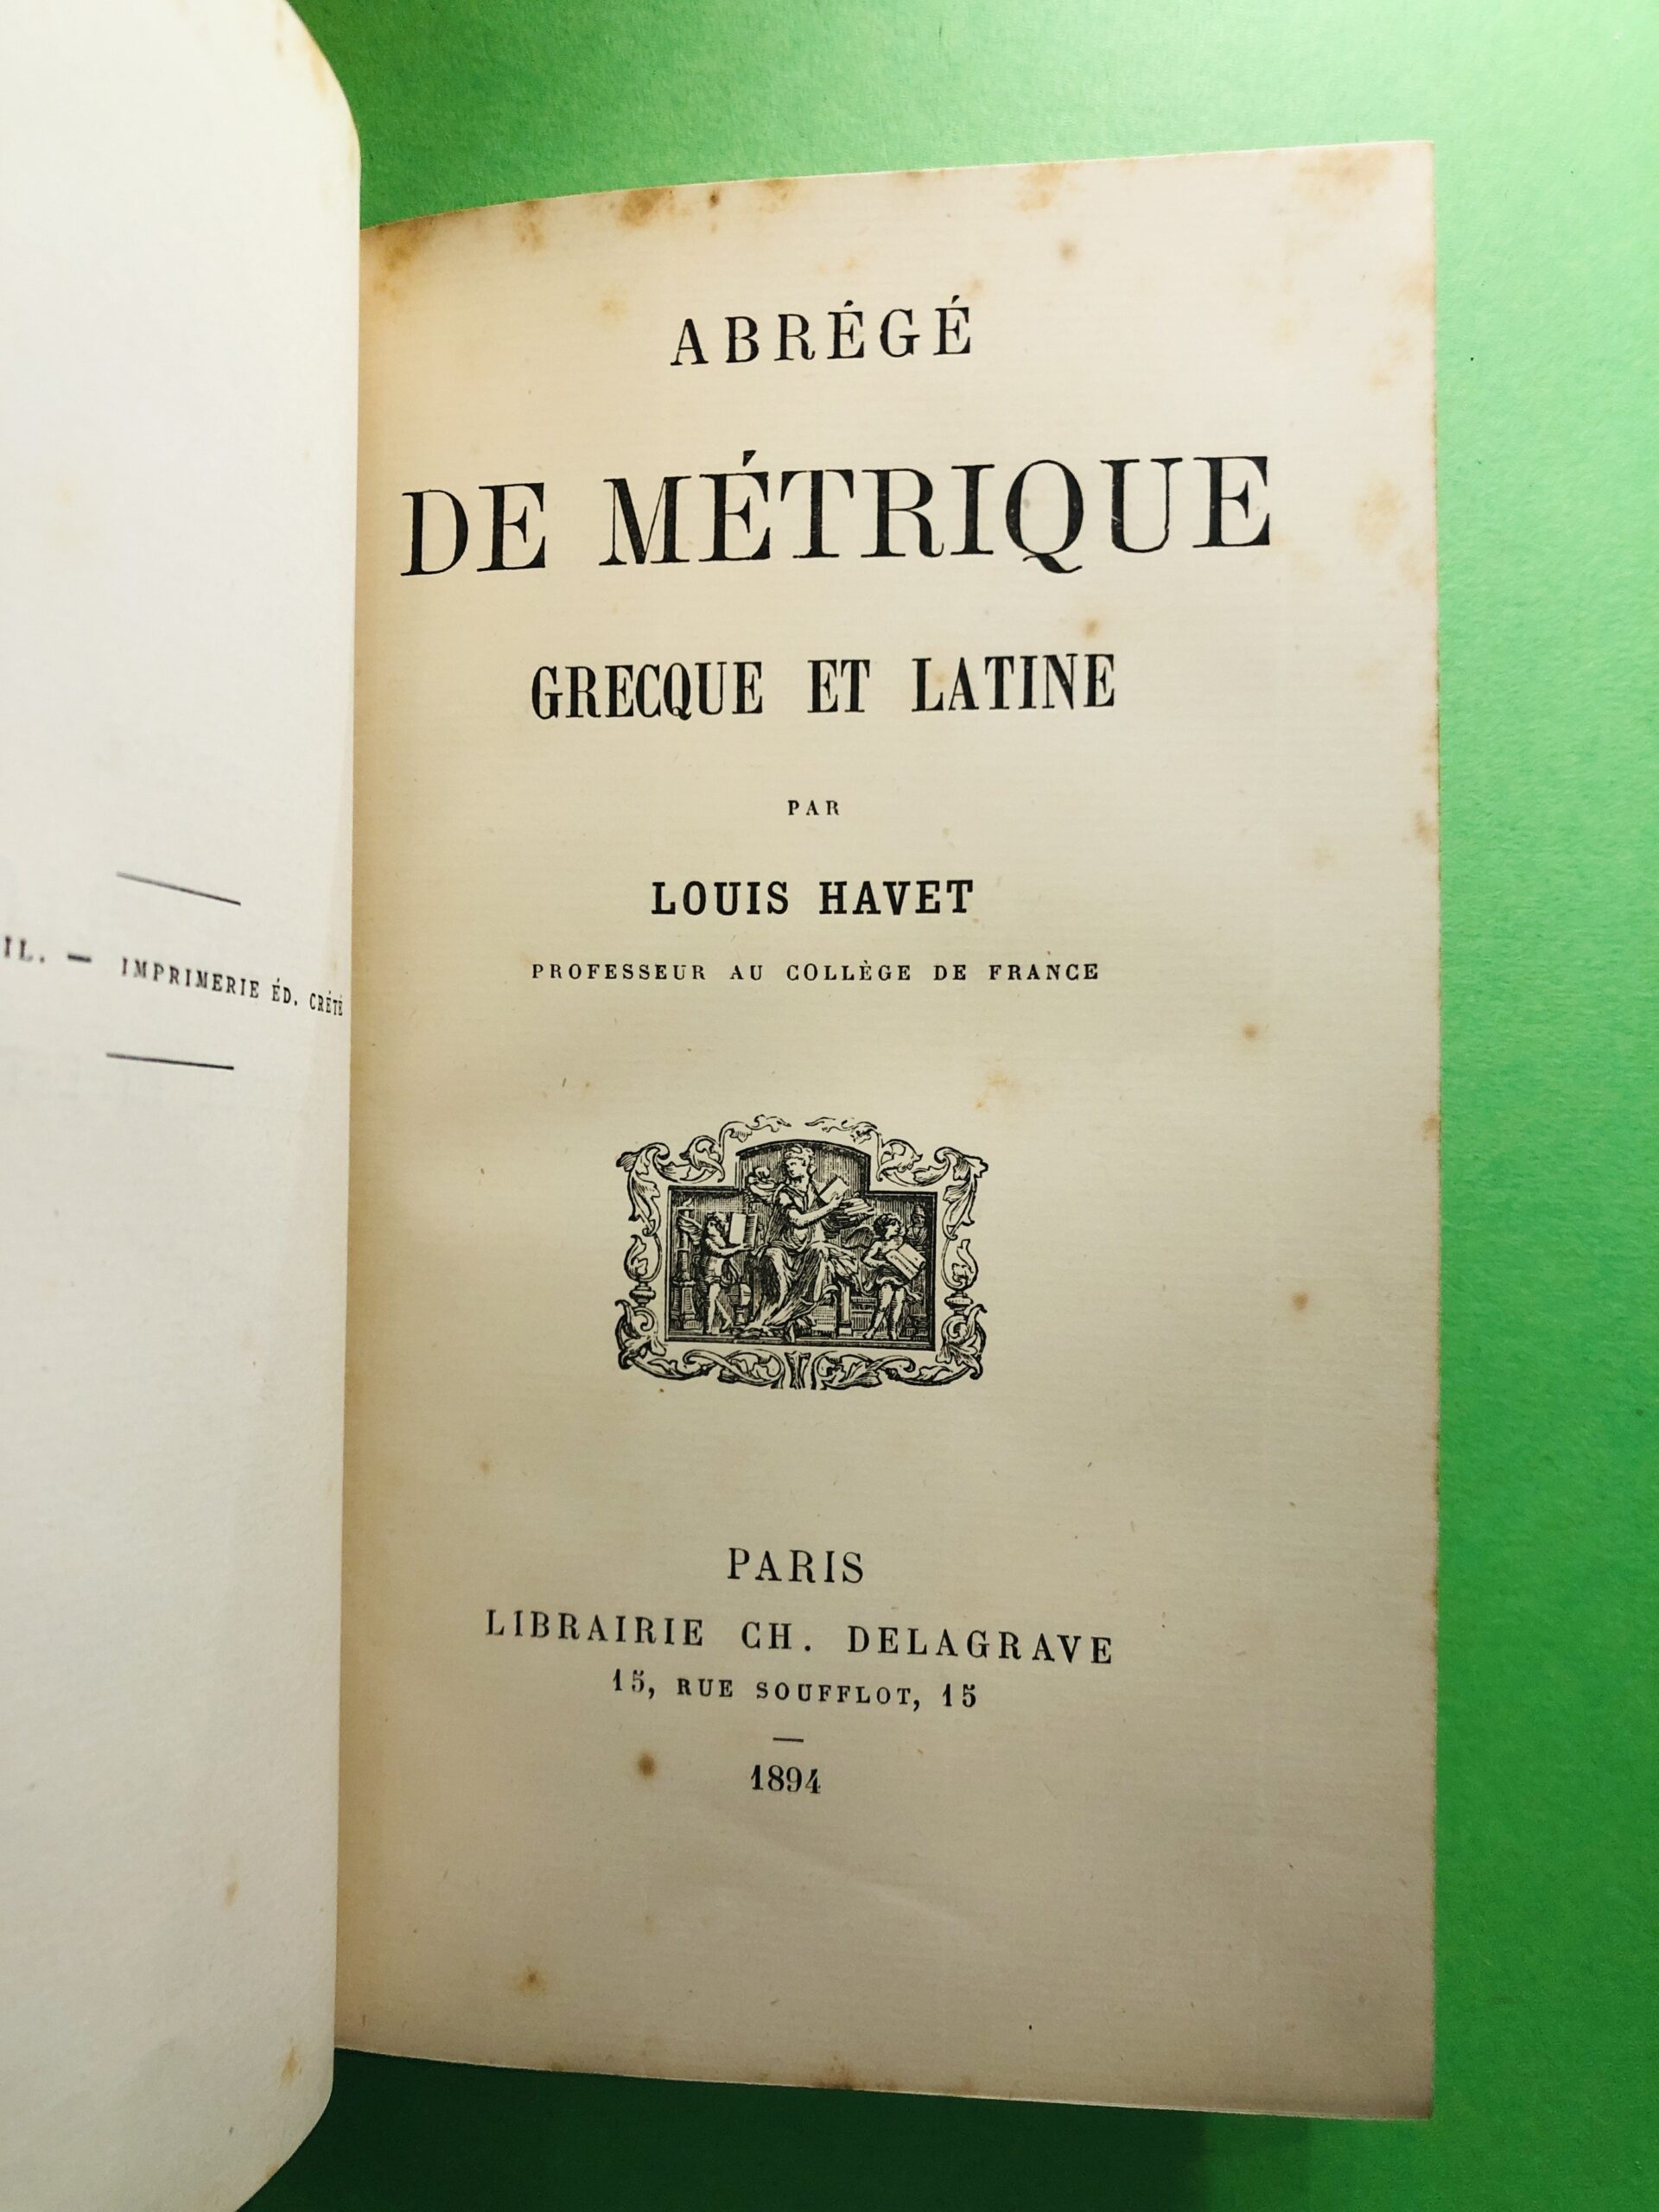 IL. — IMPRIMERIE ÉD. CRÉTÉ
ABRÉGÉ
DE MÉTRIQUE
GRECQUE ET LATINE
PAR
LOUIS HAVET
PROFESSEUR AU COLLÈGE DE FRANCE
PARIS
LIBRAIRIE CH. DELAGRAVE
15, RUE SOUFFLOT, 15
1894